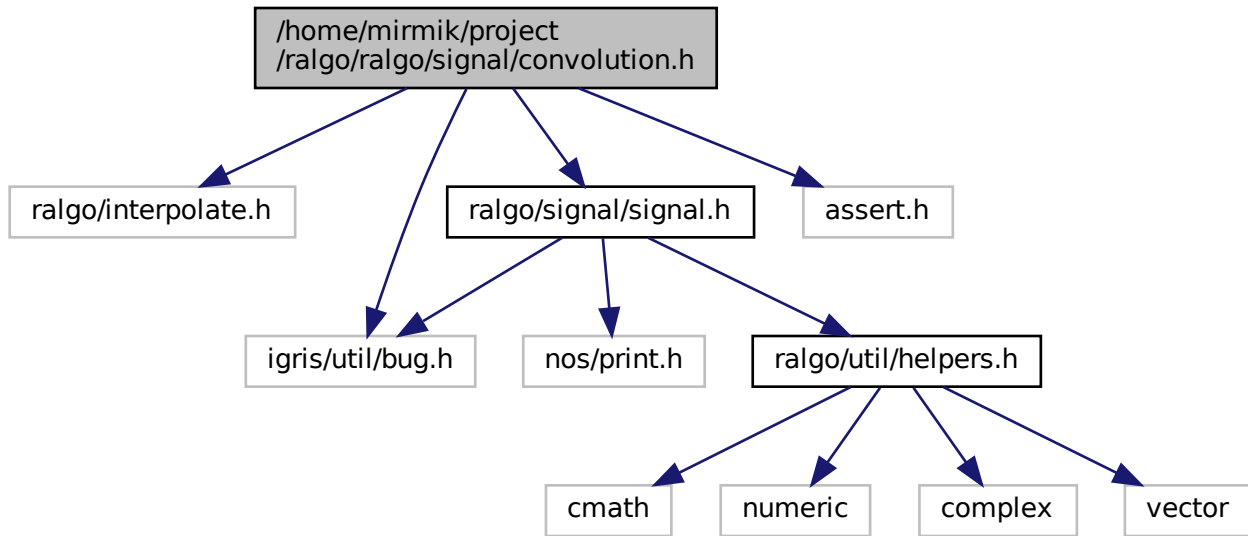 /home/mirmik/project
/ralgo/ralgo/signal/convolution.h
ralgo/interpolate.h
ralgo/signal/signal.h
assert.h
igris/util/bug.h
nos/print.h
ralgo/util/helpers.h
cmath
numeric
complex
vector